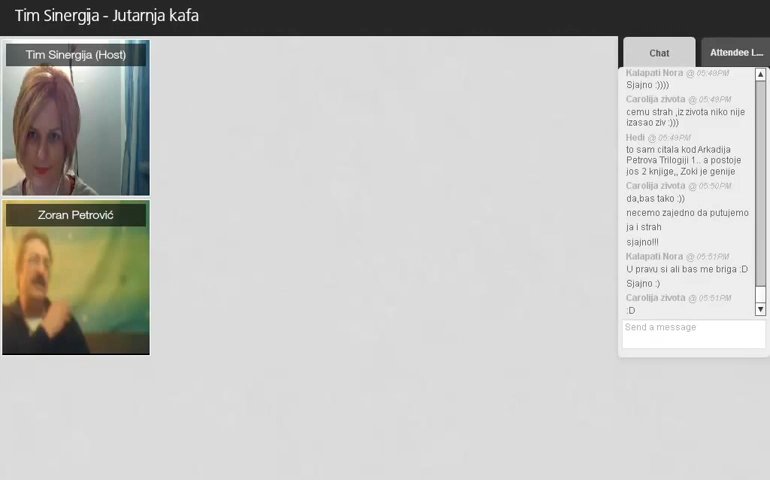 Tim Sinergija - Jutarnja kafa
Tim Sinergija (Host)
Zoran Petrović
Chat
Attendee L...
Kalapati Nora @ 05:49PM
Sjajno :))))
Carolija zivota @ 05:49PM
cemu strah ,iz zivota niko nije
izasao ziv :)))
Hedi @ 05:49PM
to sam citala kod Arkadija
Petrova Trilogiji 1.. a postoje
jos 2 knjige,, Zoki je genije
Carolija zivota @ 05:50PM
da,bas tako :))
necemo zajedno da putujemo
ja i strah
sjajno!!!
Kalapati Nora @ 05:51PM
U pravu si ali bas me briga :D
Sjajno :)
Carolija zivota @ 05:51PM
:D
Send a message